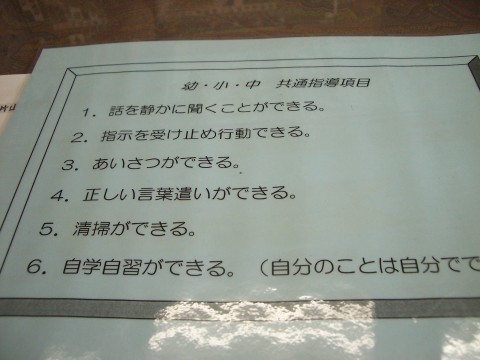 幼・小・中 共通指導項目
1．話を静かに聞くことができる。
2．指示を受け止め行動できる。
3．あいさつができる。
4．正しい言葉遣いができる。
5．清掃ができる。
6．自学自習ができる。（自分のことは自分でで